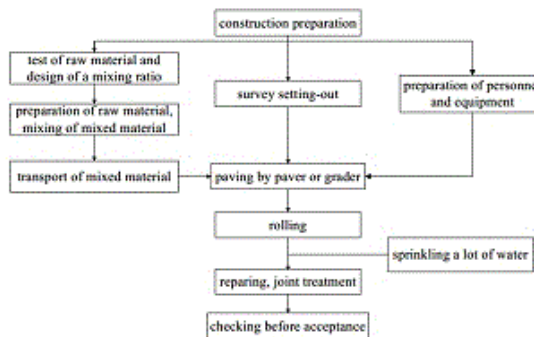 construction preparation
test of raw material and
design of a mixing ratio
survey setting-out
preparation of personne
and equipment
preparation of raw material,
mixing of mixed material
transport of mixed material
paving by paver or grader
rolling
sprinkling a lot of water
reparing, joint treatment
checking before acceptance